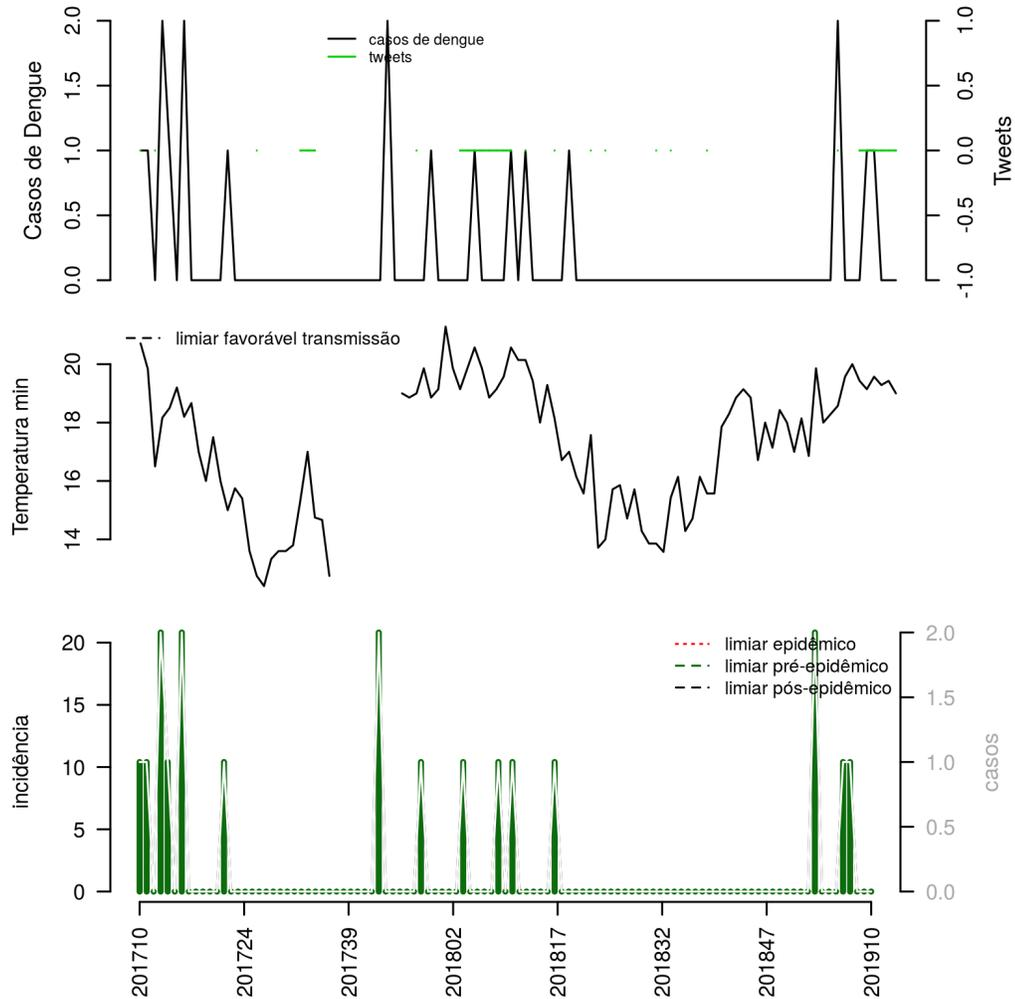 casos de dengue
tweets
Casos de Dengue
0.0 0.5 1.0 1.5 2.0
Tweets
-1.0 -0.5 0.0 0.5 1.0
limiar favorável transmissão
Temperatura min
14 16 18 20
limiar epidêmico
limiar pré-epidêmico
limiar pós-epidêmico
incidência
20
15
10
5
0
casos
2.0
1.5
1.0
0.5
0.0
201710 201724 201739 201802 201817 201832 201847 201910